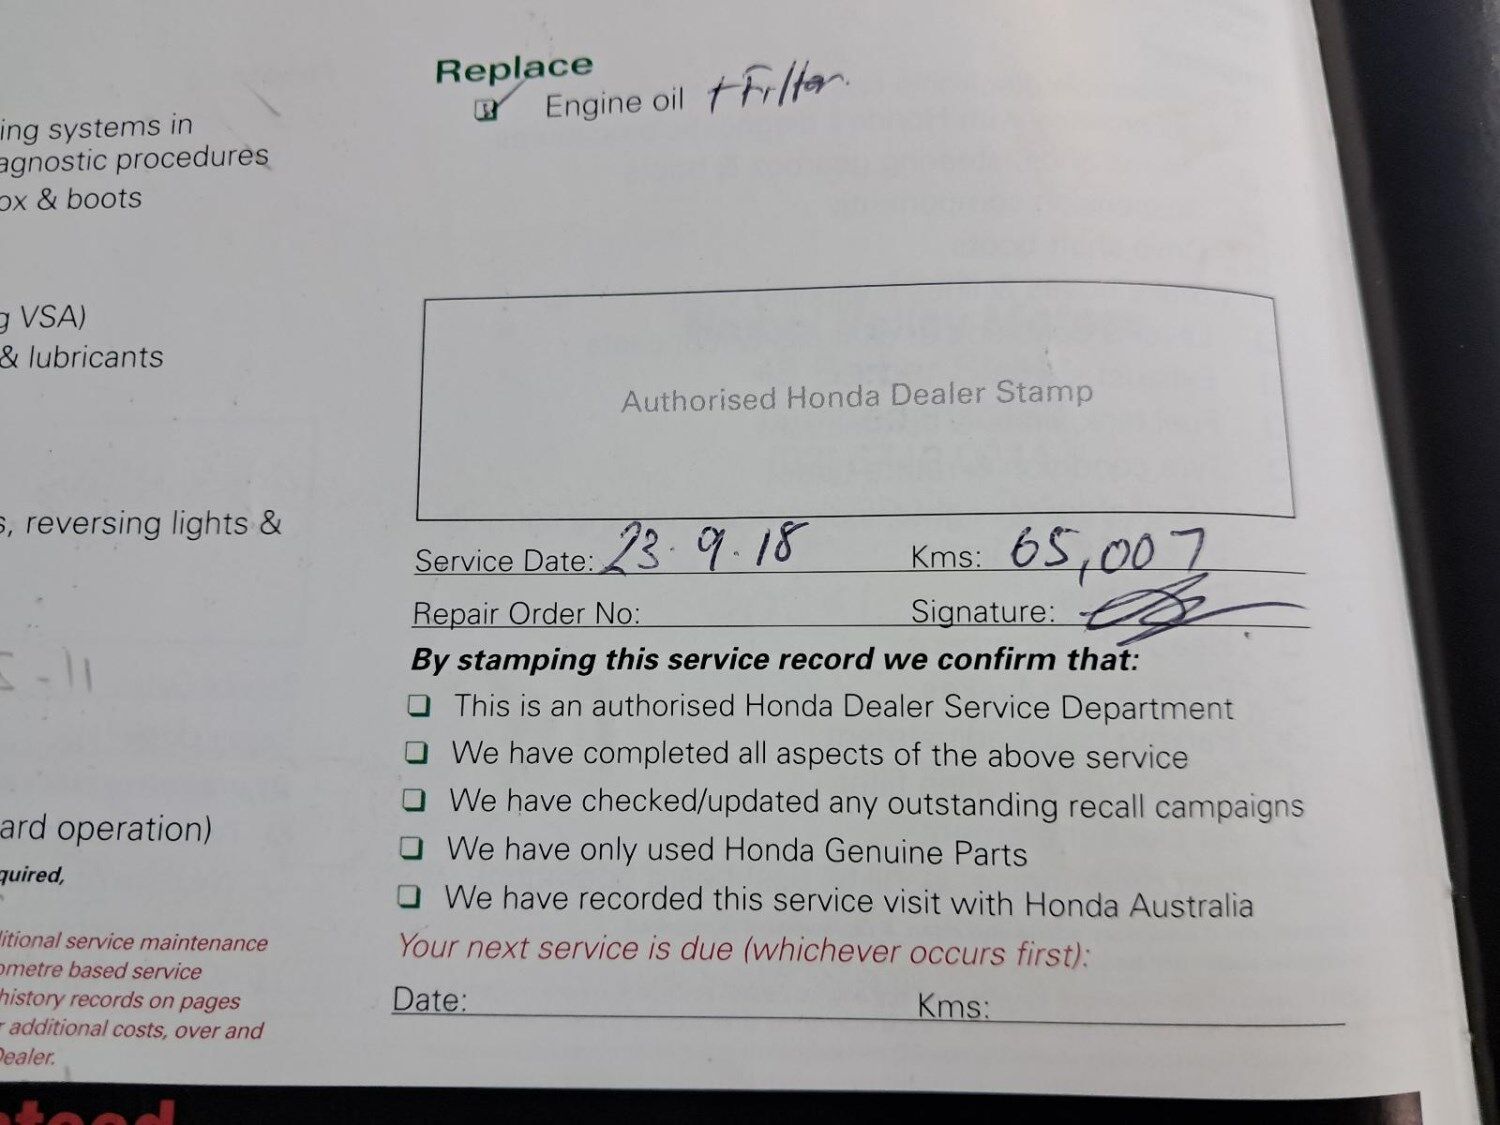 Replace
Engine oil + Filter.
ing systems in
agnostic procedures
ox & boots
g VSA)
& lubricants
Authorised Honda Dealer Stamp
s, reversing lights &
Service Date: 23.9.18 Kms: 65,007
Repair Order No: Signature:
By stamping this service record we confirm that:
This is an authorised Honda Dealer Service Department
We have completed all aspects of the above service
We have checked/updated any outstanding recall campaigns
We have only used Honda Genuine Parts
We have recorded this service visit with Honda Australia
ard operation)
quired,
litional service maintenance
ometre based service
history records on pages
r additional costs, over and
Dealer.
Your next service is due (whichever occurs first):
Date: Kms: